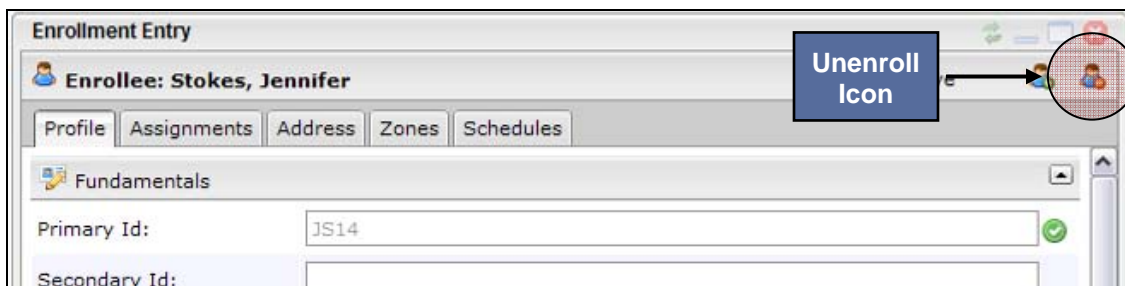 Enrollment Entry
Enrollee: Stokes, Jennifer
Unenroll
Icon
Profile Assignments Address Zones Schedules
Fundamentals
Primary Id: JS14
Secondary Id: